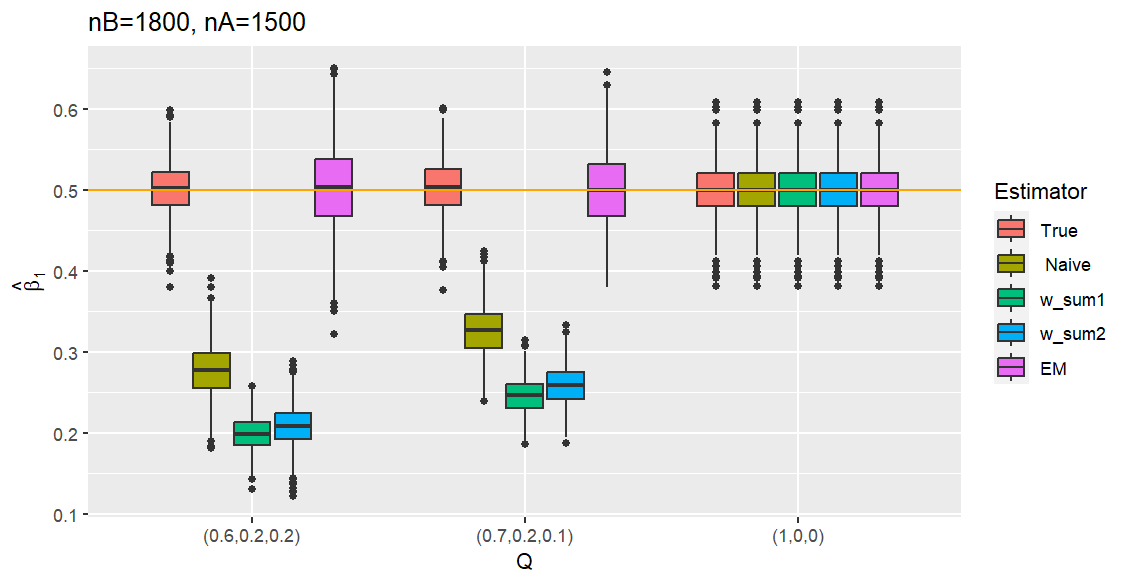 nB=1800, nA=1500
β̂1
0.6
0.5
0.4
0.3
0.2
0.1
(0.6,0.2,0.2)
(0.7,0.2,0.1)
(1,0,0)
Q
Estimator
True
Naive
w_sum1
w_sum2
EM